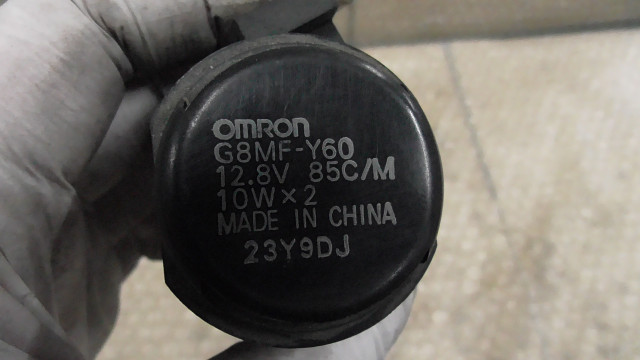 OMRON
G8MF-Y60
12.8V 85C/M
10W×2
MADE IN CHINA
23Y9DJ